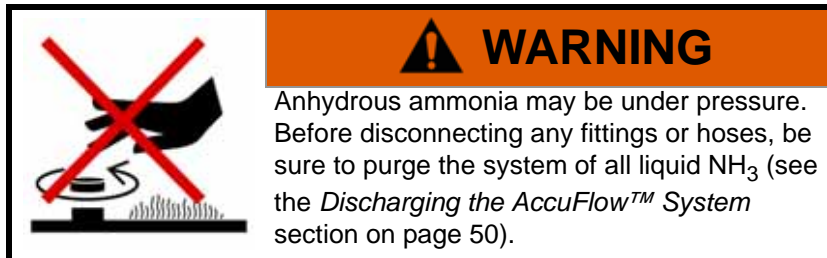 WARNING
Anhydrous ammonia may be under pressure.
Before disconnecting any fittings or hoses, be
sure to purge the system of all liquid NH3 (see
the Discharging the AccuFlow™ System
section on page 50).